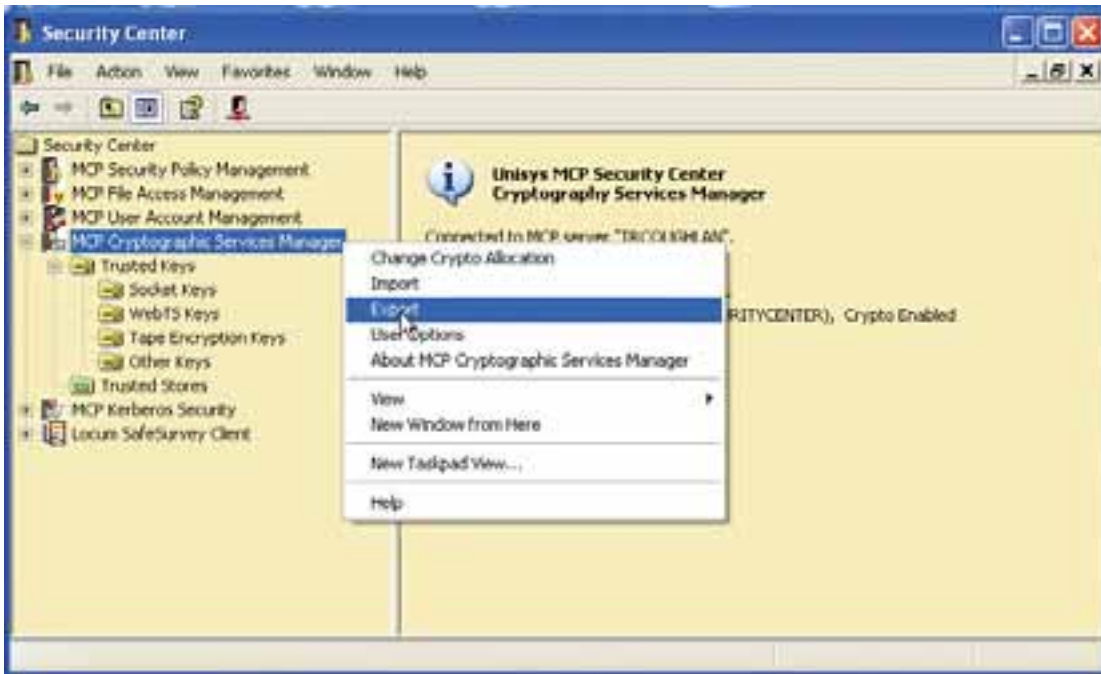 Security Center
File Action View Favorites Window Help
Security Center
MCP Security Policy Management
MCP File Access Management
MCP User Account Management
MCP Cryptographic Services Manager
Trusted Keys
Socket Keys
WebTS Keys
Tape Encryption Keys
Other Keys
Trusted Stores
MCP Kerberos Security
Locum SafeSurvey Client
Unisys MCP Security Center
Cryptography Services Manager
Connected to MCP server "TRCOUGHLAN".
RITYCENTER), Crypto Enabled
Change Crypto Allocation
Import
Export
User Options
About MCP Cryptographic Services Manager
View
New Window from Here
New Taskpad View...
Help